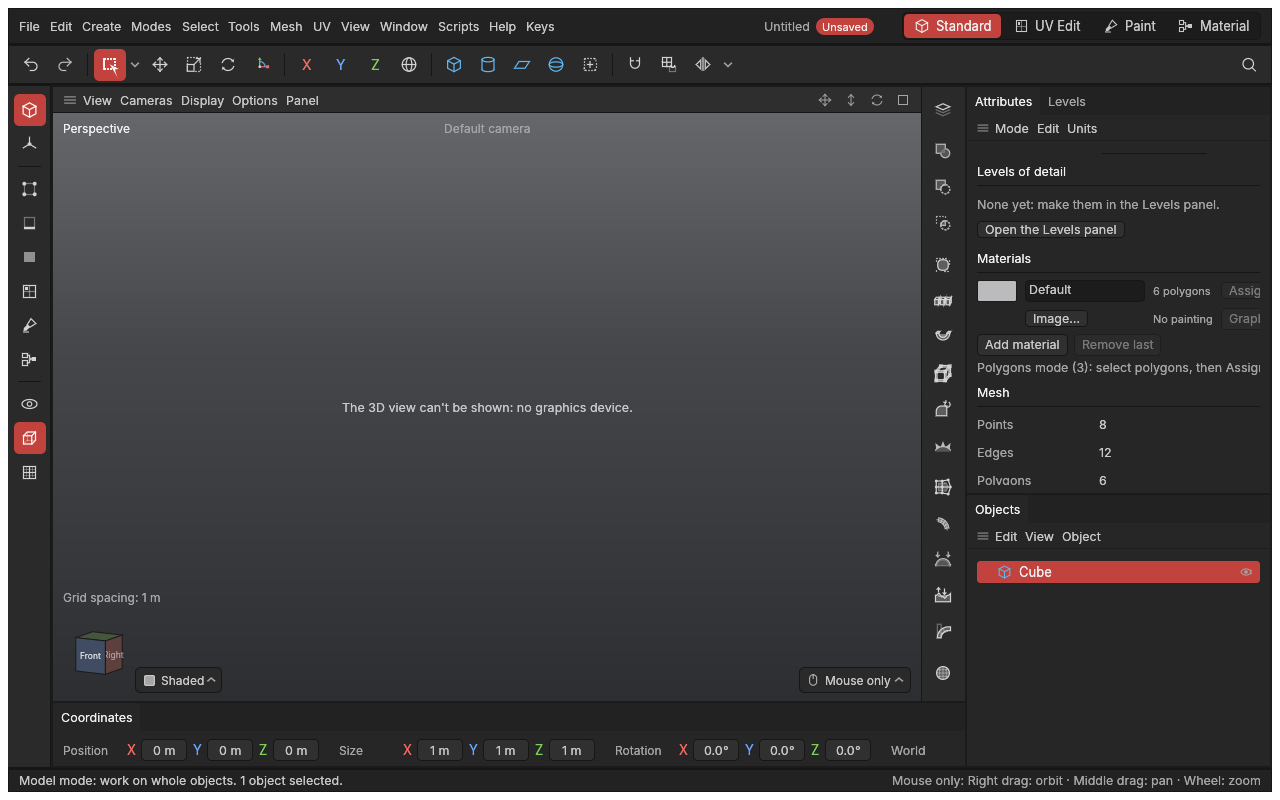 File Edit Create Modes Select Tools Mesh UV View Window Scripts Help Keys Untitled Unsaved Standard UV Edit Paint Material
X Y Z
View Cameras Display Options Panel
Attributes Levels
Mode Edit Units
Perspective Default camera
Levels of detail
None yet: make them in the Levels panel.
Open the Levels panel
Materials
Default 6 polygons Assig
Image... No painting Grapl
Add material Remove last
Polygons mode (3): select polygons, then Assig
Mesh
Points 8
Edges 12
Polygons 6
The 3D view can't be shown: no graphics device.
Objects
Edit View Object
Cube
Grid spacing: 1 m
Front Right
Shaded
Mouse only
Coordinates
Position X 0 m Y 0 m Z 0 m Size X 1 m Y 1 m Z 1 m Rotation X 0.0° Y 0.0° Z 0.0° World
Model mode: work on whole objects. 1 object selected.
Mouse only: Right drag: orbit · Middle drag: pan · Wheel: zoom